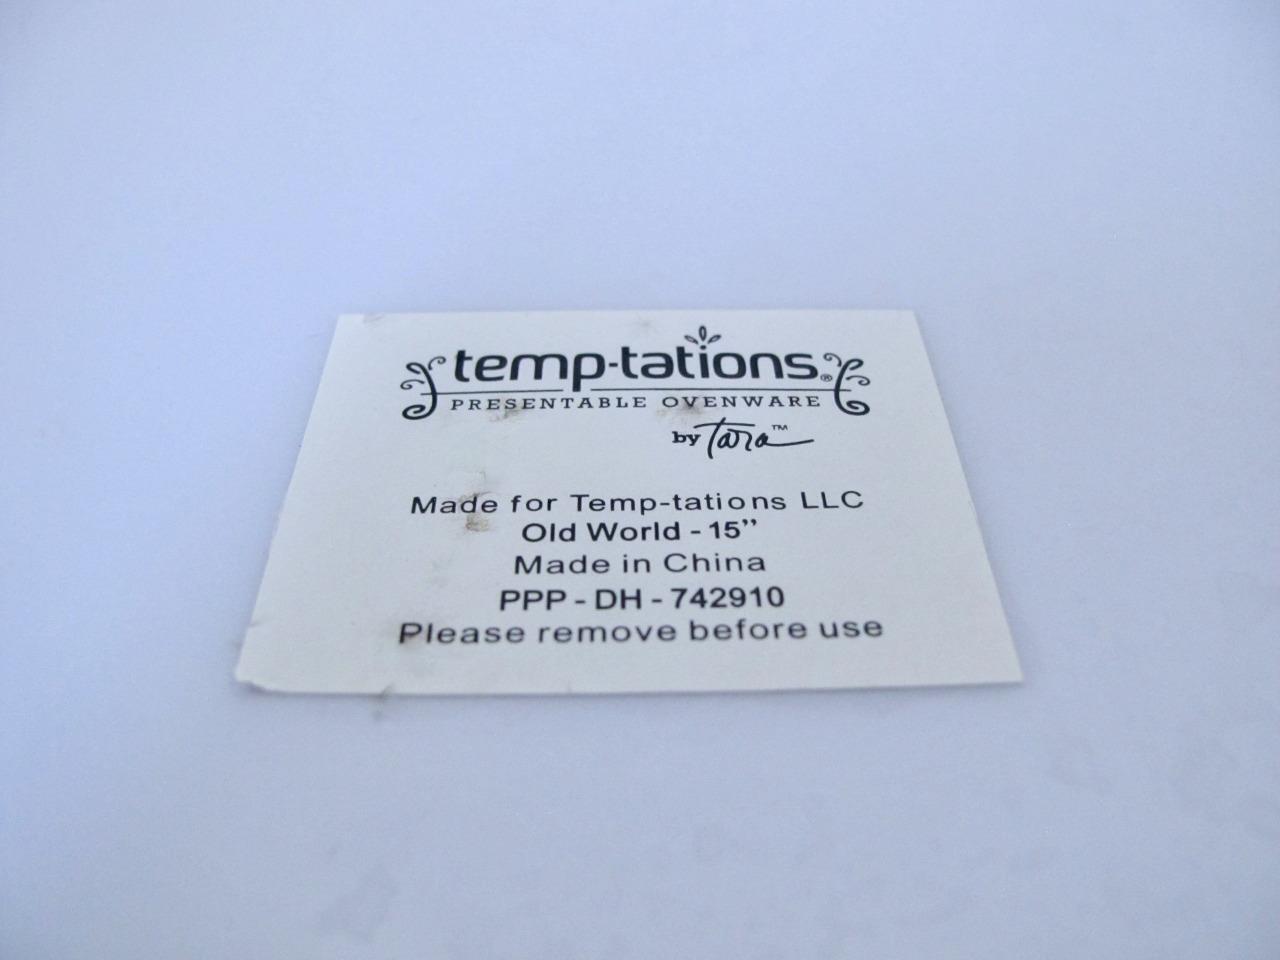 temp-tations®
PRESENTABLE OVENWARE
by Tara™
Made for Temp-tations LLC
Old World - 15”
Made in China
PPP - DH - 742910
Please remove before use